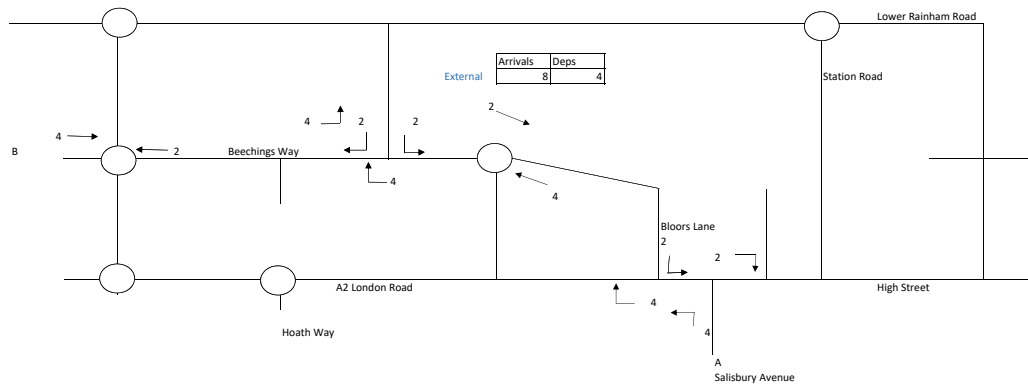 Lower Rainham Road
Arrivals Deps
External 8 4
Station Road
2
4 2 2
4
B
2
Beechings Way
4
4
Bloors Lane
2
2
A2 London Road
High Street
4
Hoath Way
4
A
Salisbury Avenue